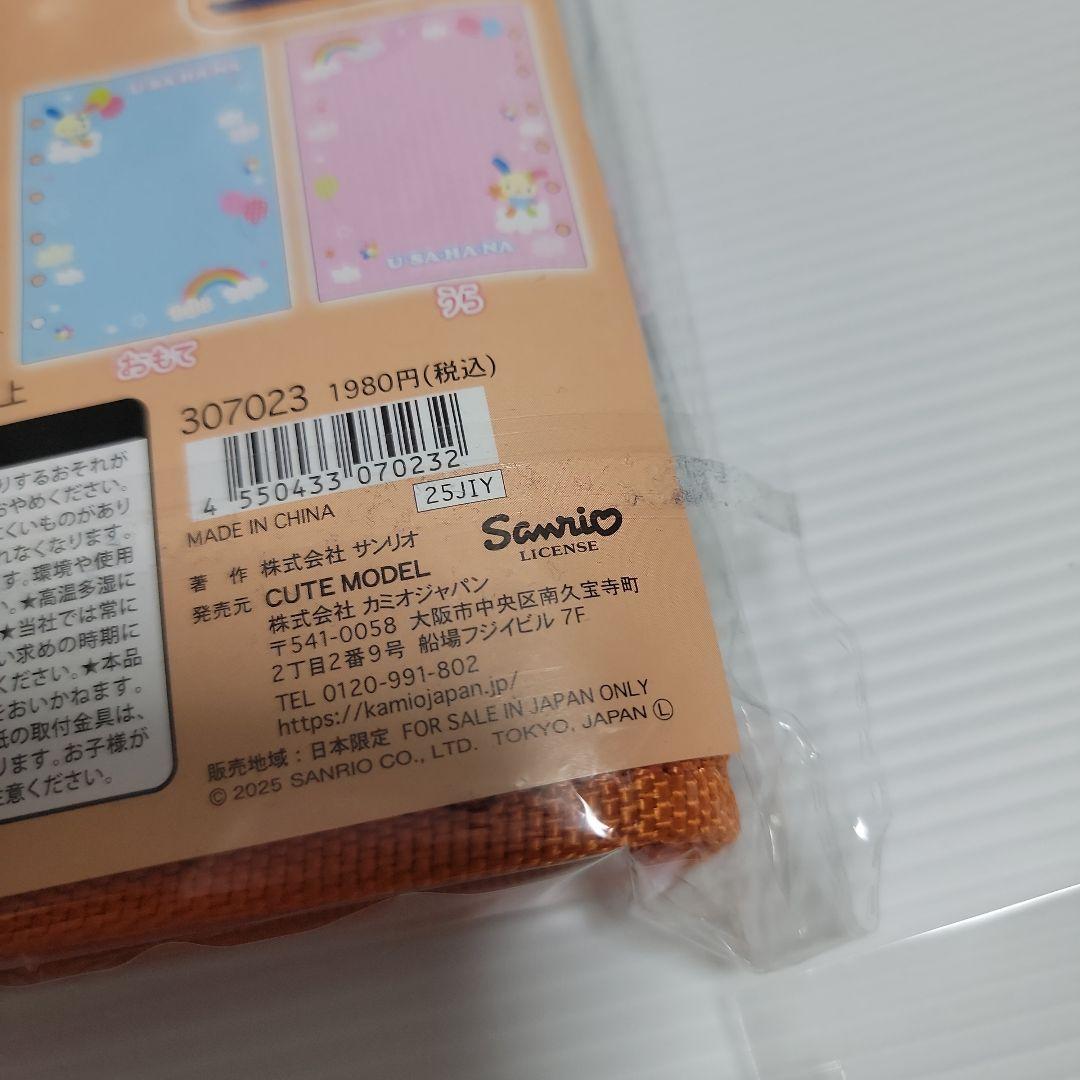 U·SA·HA·NA
U·SA·HA·NA
おもて
うら
上
307023 1980円(税込)
4 550433 070232
25JIY
MADE IN CHINA
Sanrio
LICENSE
著 作 株式会社 サンリオ
発売元 CUTE MODEL
株式会社 カミオジャパン
〒541-0058 大阪市中央区南久宝寺町
2丁目2番9号 船場フジイビル 7F
TEL 0120-991-802
https://kamiojapan.jp/
販売地域:日本限定 FOR SALE IN JAPAN ONLY
© 2025 SANRIO CO., LTD. TOKYO, JAPAN Ⓛ
りするおそれが
おやめください。
くいものがあり
れなくなります。
す。環境や使用
い。★高温多湿に
★当社では常に
い求めの時期に
ください。★本品
をおいかねます。
紙の取付金具は、
ります。お子様が
注意ください。